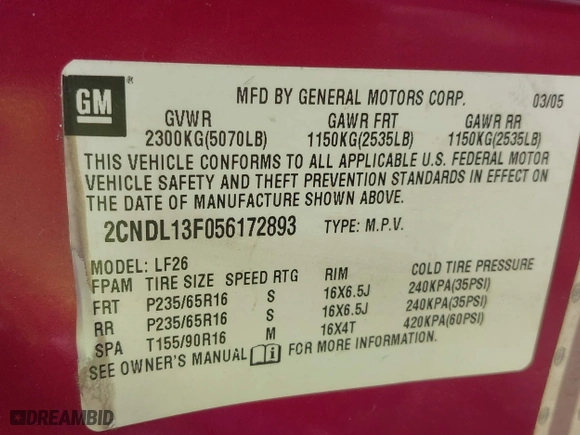 GM ®
MFD BY GENERAL MOTORS CORP. 03/05
GVWR GAWR FRT GAWR RR
2300KG(5070LB) 1150KG(2535LB) 1150KG(2535LB)
THIS VEHICLE CONFORMS TO ALL APPLICABLE U.S. FEDERAL MOTOR
VEHICLE SAFETY AND THEFT PREVENTION STANDARDS IN EFFECT ON
THE DATE OF MANUFACTURE SHOWN ABOVE.
2CNDL13F056172893 TYPE: M.P.V.
MODEL: LF26
FPAM TIRE SIZE SPEED RTG RIM COLD TIRE PRESSURE
FRT P235/65R16 S 16X6.5J 240KPA(35PSI)
RR P235/65R16 S 16X6.5J 240KPA(35PSI)
SPA T155/90R16 M 16X4T 420KPA(60PSI)
SEE OWNER'S MANUAL i FOR MORE INFORMATION.
DREAMBID